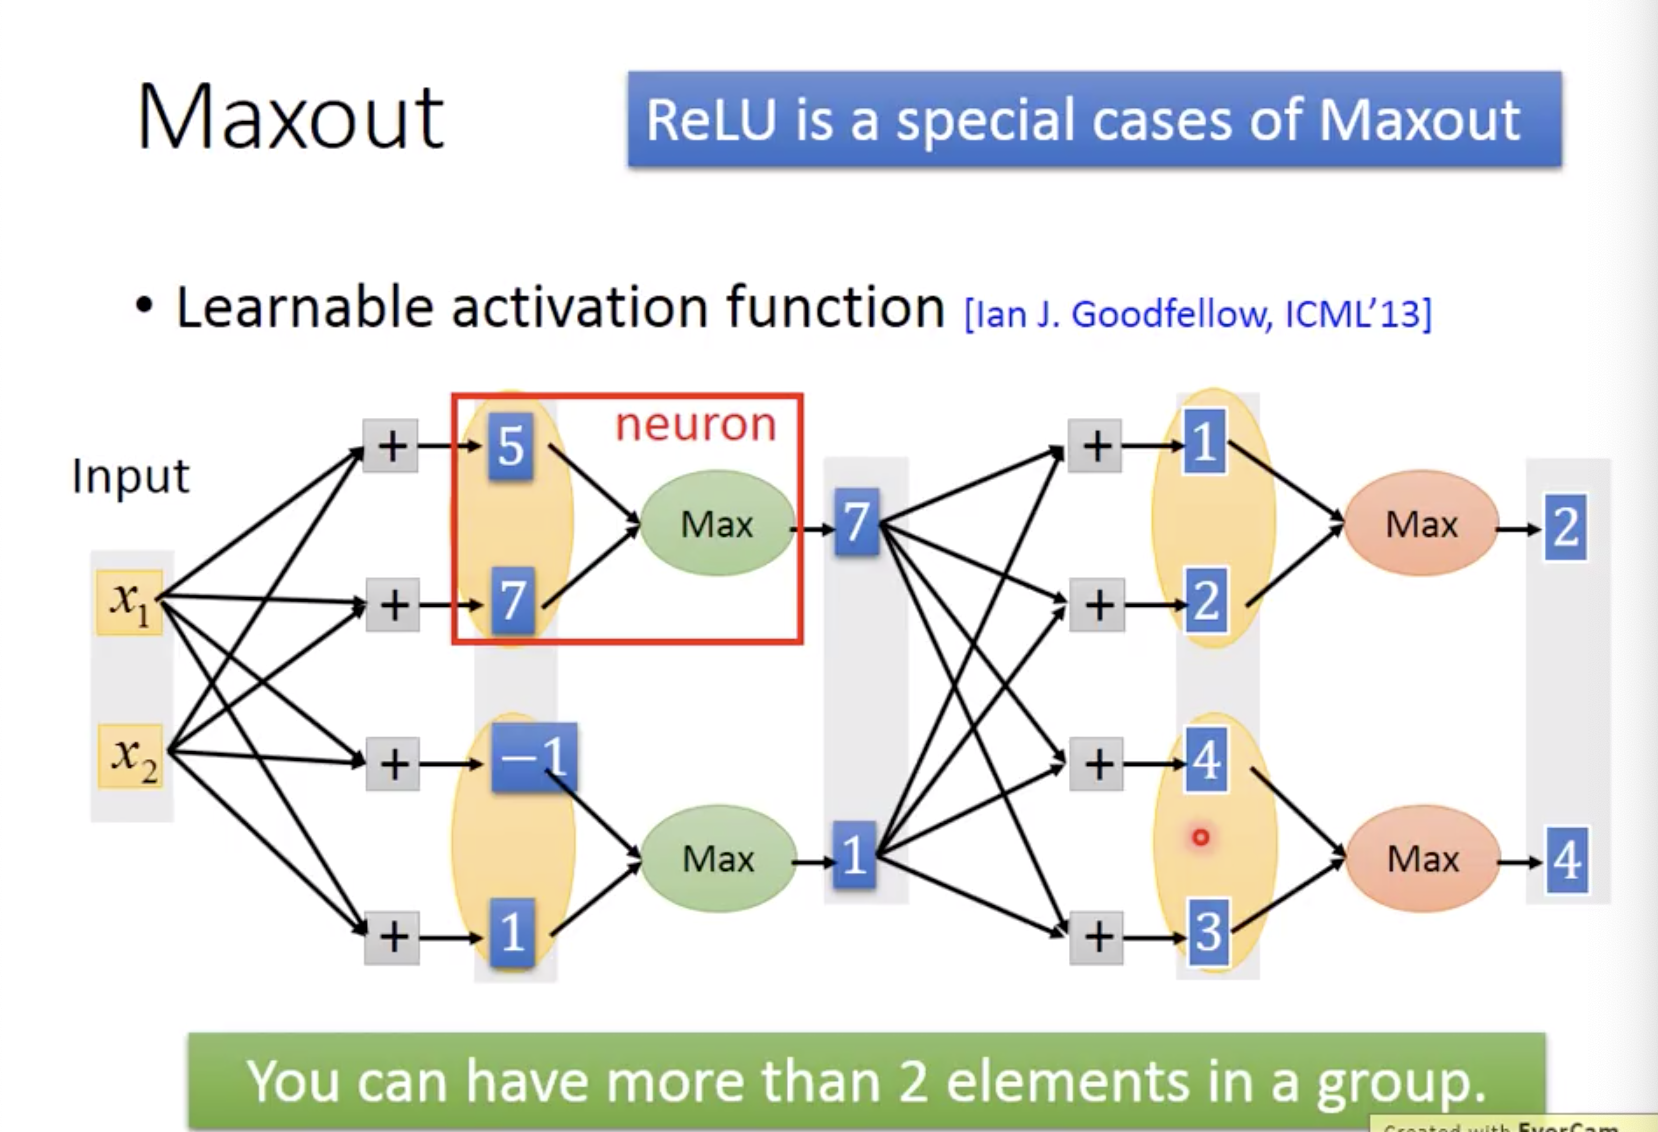 Maxout
ReLU is a special cases of Maxout
• Learnable activation function [Ian J. Goodfellow, ICML’13]
Input
neuron
x1
x2
+
+
+
+
5
7
−1
1
Max
Max
7
1
+
+
+
+
1
2
4
3
Max
Max
2
4
You can have more than 2 elements in a group.
Created with EverCam